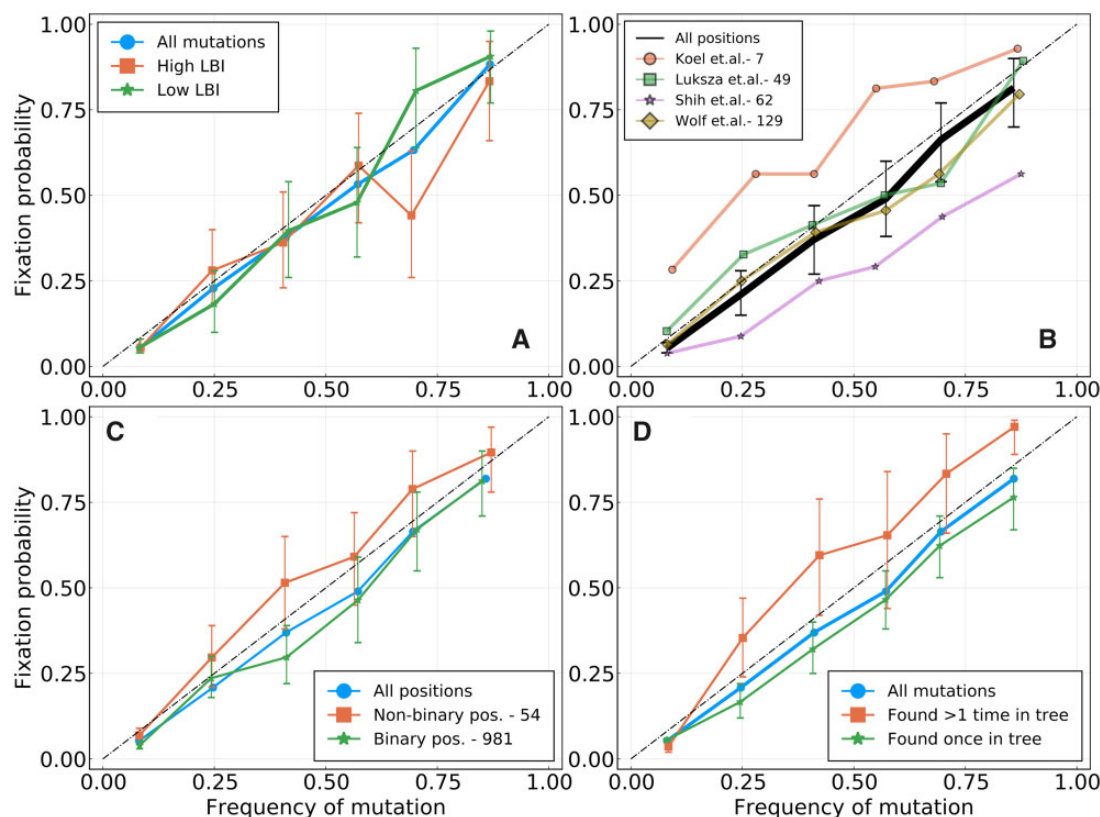 1.00
0.75
0.50
0.25
0.00
Fixation probability
All mutations
High LBI
Low LBI
A
0.00 0.25 0.50 0.75 1.00
1.00
0.75
0.50
0.25
0.00
All positions
Koel et.al.- 7
Luksza et.al.- 49
Shih et.al.- 62
Wolf et.al.- 129
B
0.00 0.25 0.50 0.75 1.00
C
1.00
0.75
0.50
0.25
0.00
Fixation probability
All positions
Non-binary pos. - 54
Binary pos. - 981
0.00 0.25 0.50 0.75 1.00
Frequency of mutation
D
1.00
0.75
0.50
0.25
0.00
All mutations
Found >1 time in tree
Found once in tree
0.00 0.25 0.50 0.75 1.00
Frequency of mutation